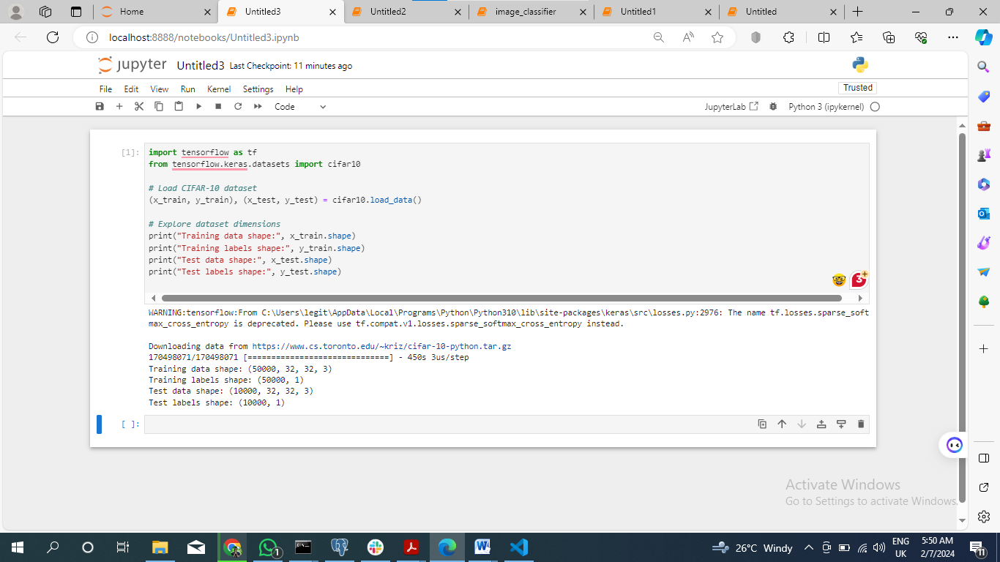 Home
Untitled3
Untitled2
image_classifier
Untitled1
Untitled
localhost:8888/notebooks/Untitled3.ipynb
jupyter Untitled3 Last Checkpoint: 11 minutes ago
File Edit View Run Kernel Settings Help
Trusted
Code
JupyterLab
Python 3 (ipykernel)
[1]:
import tensorflow as tf
from tensorflow.keras.datasets import cifar10
# Load CIFAR-10 dataset
(x_train, y_train), (x_test, y_test) = cifar10.load_data()
# Explore dataset dimensions
print("Training data shape:", x_train.shape)
print("Training labels shape:", y_train.shape)
print("Test data shape:", x_test.shape)
print("Test labels shape:", y_test.shape)
3+
WARNING:tensorflow:From C:\Users\legit\AppData\Local\Programs\Python\Python310\lib\site-packages\keras\src\losses.py:2976: The name tf.losses.sparse_soft
max_cross_entropy is deprecated. Please use tf.compat.v1.losses.sparse_softmax_cross_entropy instead.
Downloading data from https://www.cs.toronto.edu/~kriz/cifar-10-python.tar.gz
170498071/170498071 [==============================] - 450s 3us/step
Training data shape: (50000, 32, 32, 3)
Training labels shape: (50000, 1)
Test data shape: (10000, 32, 32, 3)
Test labels shape: (10000, 1)
[ ]:
Activate Windows
Go to Settings to activate Windows.
1
26°C Windy
ENG
UK
5:50 AM
2/7/2024
11